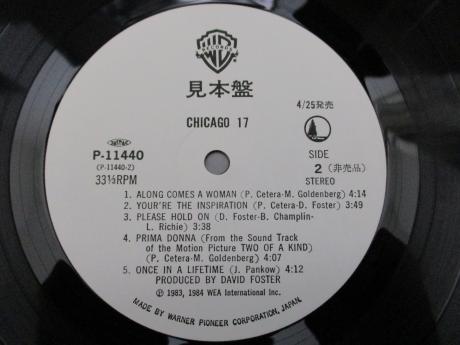 WB
RECORDS
見本盤
CHICAGO 17
4/25発売
P-11440
(P-11440-2)
33⅓RPM
SIDE
2 (非売品)
STEREO
1. ALONG COMES A WOMAN (P. Cetera-M. Goldenberg) 4:14
2. YOUR'RE THE INSPIRATION (P. Cetera-D. Foster) 3:49
3. PLEASE HOLD ON (D. Foster-B. Champlin-
L. Richie) 3:38
4. PRIMA DONNA (From the Sound Track
of the Motion Picture TWO OF A KIND)
(P. Cetera-M. Goldenberg) 4:07
5. ONCE IN A LIFETIME (J. Pankow) 4:12
PRODUCED BY DAVID FOSTER
℗ 1983, 1984 WEA International Inc.
MADE BY WARNER PIONEER CORPORATION, JAPAN.